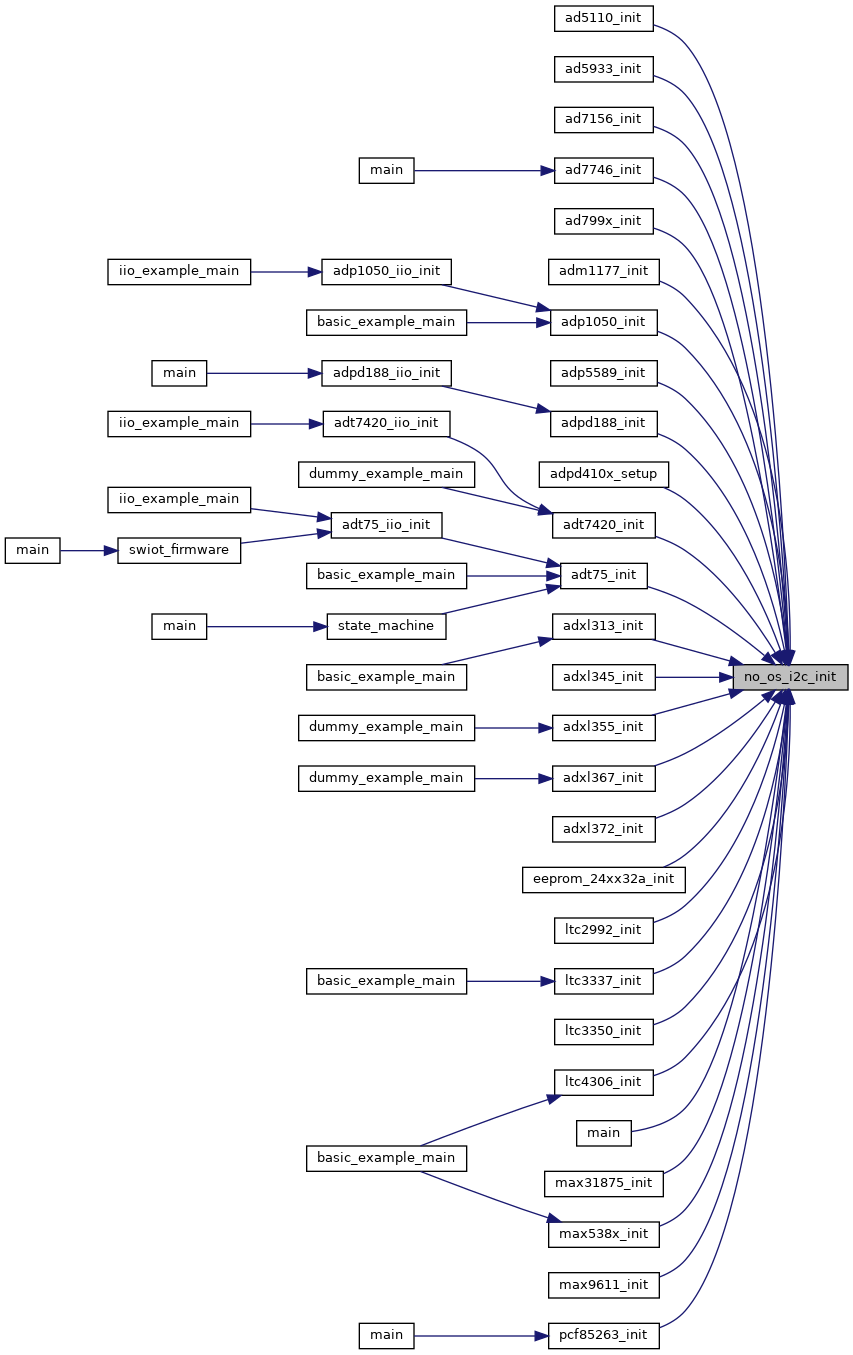 ad5110_init
ad5933_init
ad7156_init
main
ad7746_init
ad799x_init
iio_example_main
adp1050_iio_init
adm1177_init
basic_example_main
adp1050_init
main
adpd188_iio_init
adp5589_init
iio_example_main
adt7420_iio_init
adpd188_init
dummy_example_main
adpd410x_setup
iio_example_main
adt75_iio_init
adt7420_init
main
swiot_firmware
basic_example_main
adt75_init
main
state_machine
adxl313_init
basic_example_main
adxl345_init
no_os_i2c_init
dummy_example_main
adxl355_init
dummy_example_main
adxl367_init
adxl372_init
eeprom_24xx32a_init
ltc2992_init
basic_example_main
ltc3337_init
ltc3350_init
ltc4306_init
main
basic_example_main
max31875_init
max538x_init
max9611_init
main
pcf85263_init